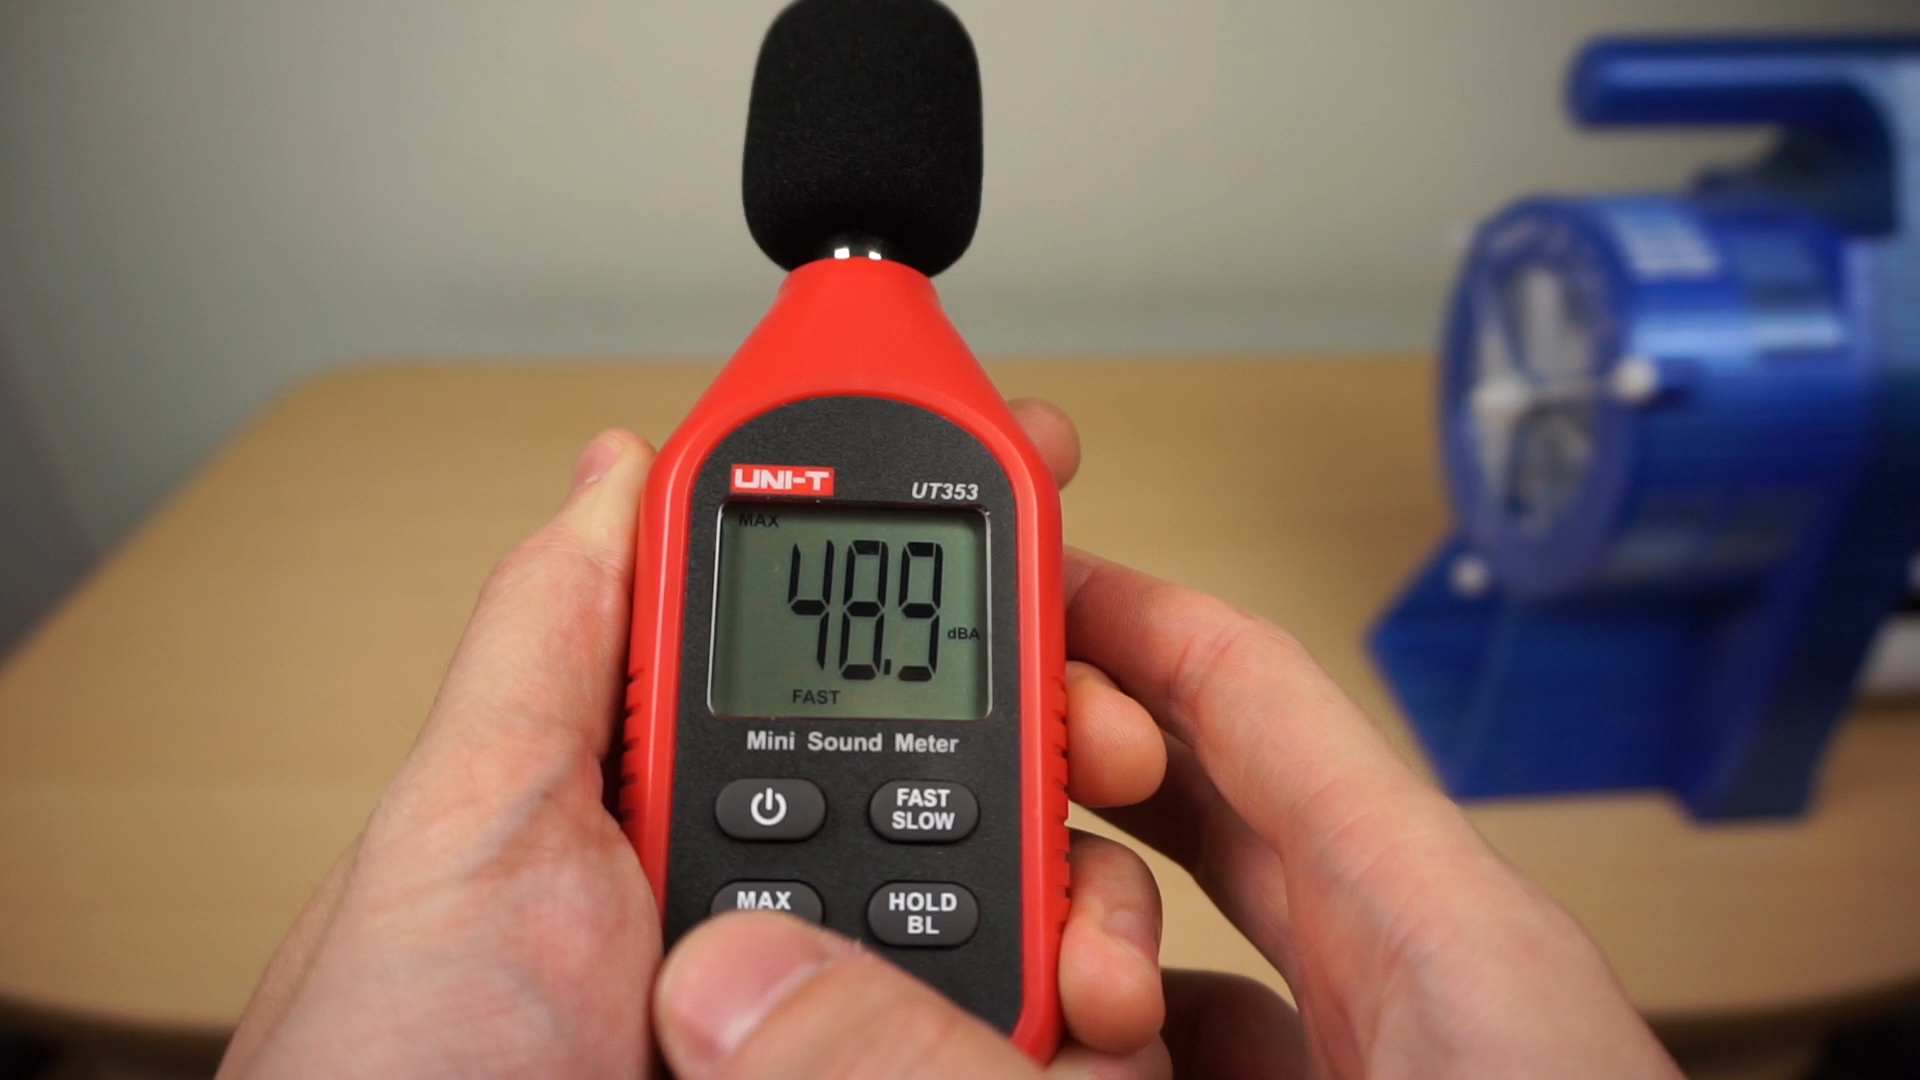 UNI-T
UT353
MAX
48.9
dBA
FAST
Mini Sound Meter
FAST
SLOW
MAX
HOLD
BL